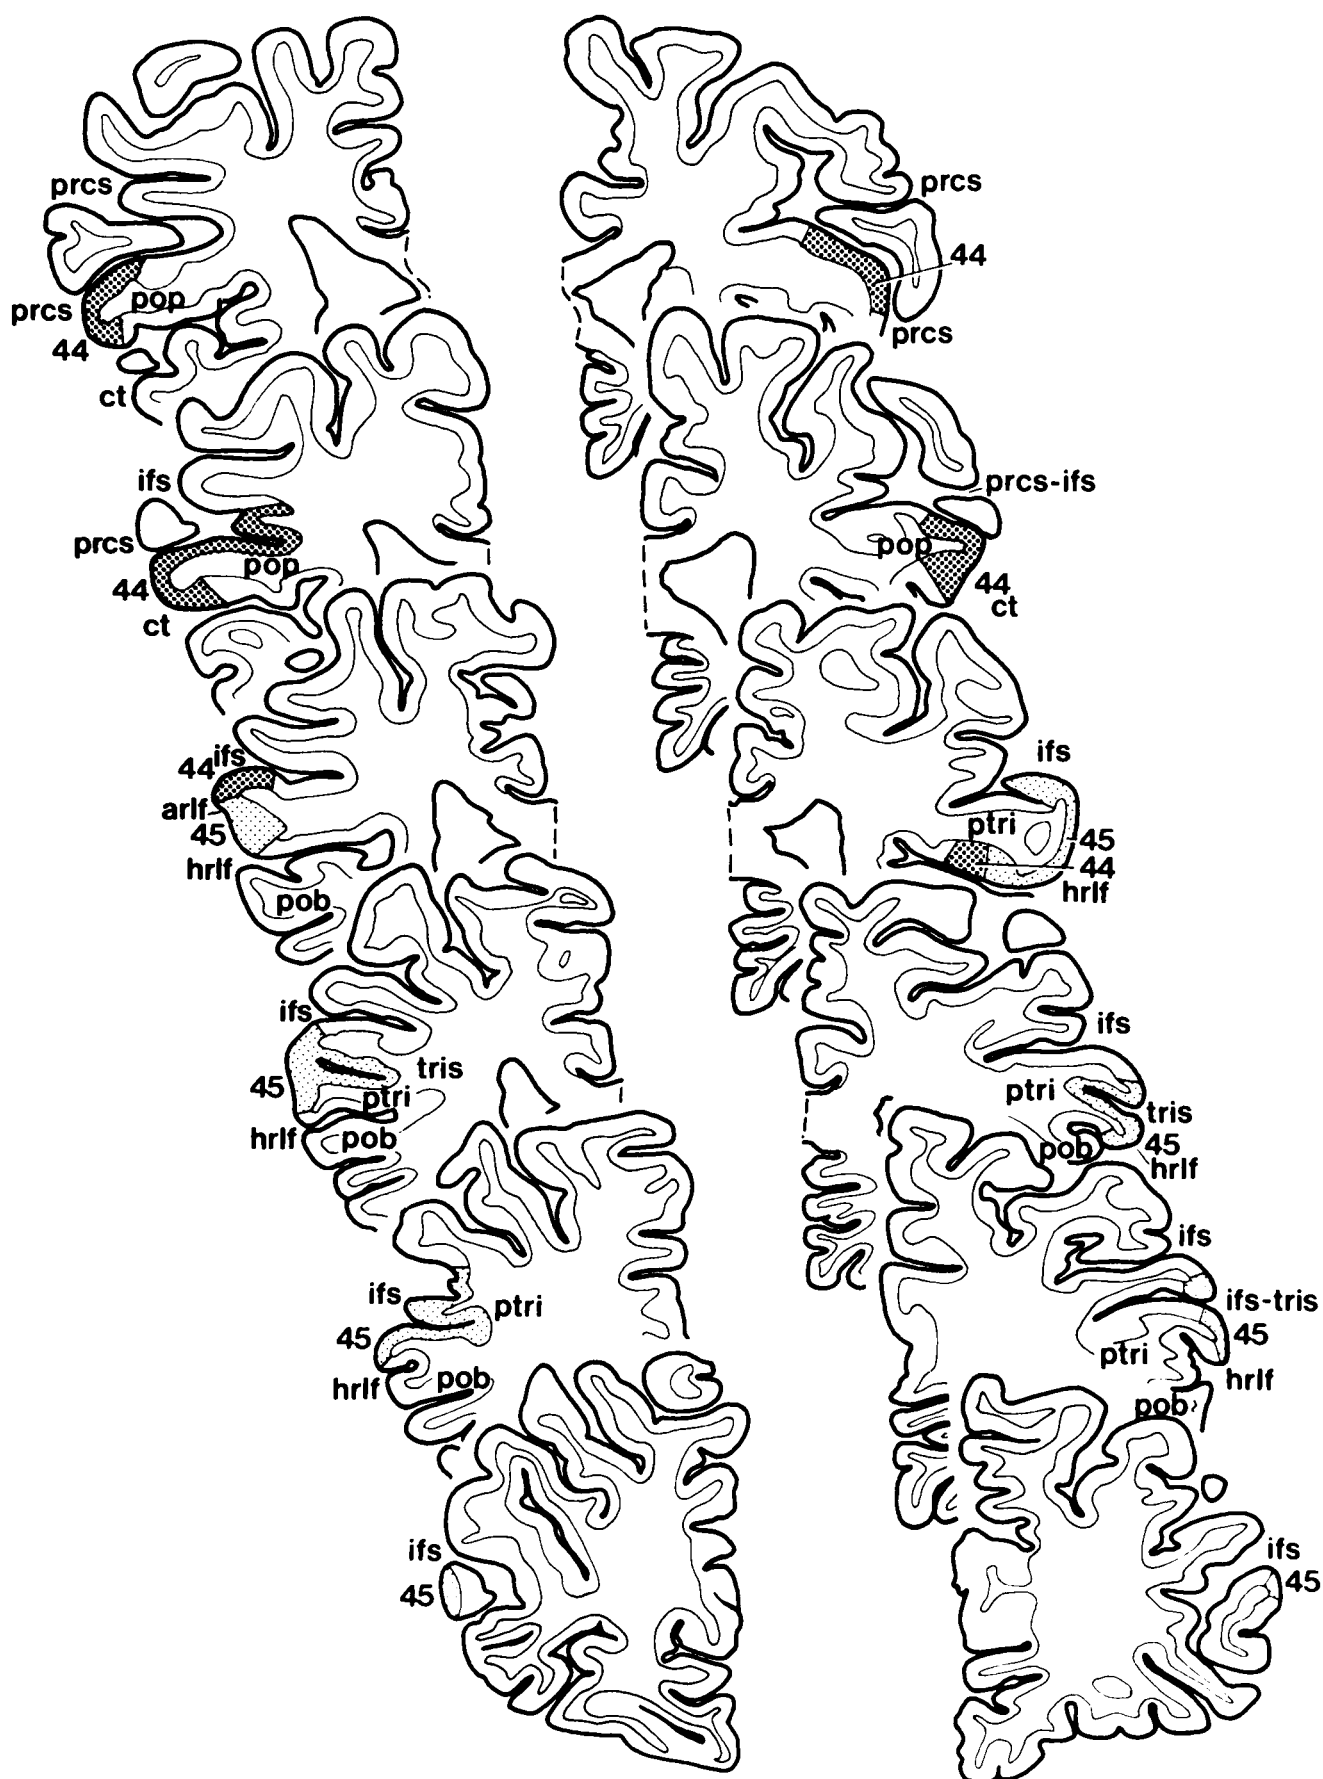 prcs
prcs
pop
44
ct
ifs
prcs
pop
44
ct
44
ifs
arlf
45
hrlf
pob
ifs
tris
45
ptri
hrlf
pob
ifs
ptri
45
hrlf
pob
ifs
45
prcs
44
prcs
prcs-ifs
pop
44
ct
ifs
ptri
45
44
hrlf
ifs
ptri
tris
45
pob
hrlf
ifs
ifs-tris
45
ptri
hrlf
pob
ifs
45